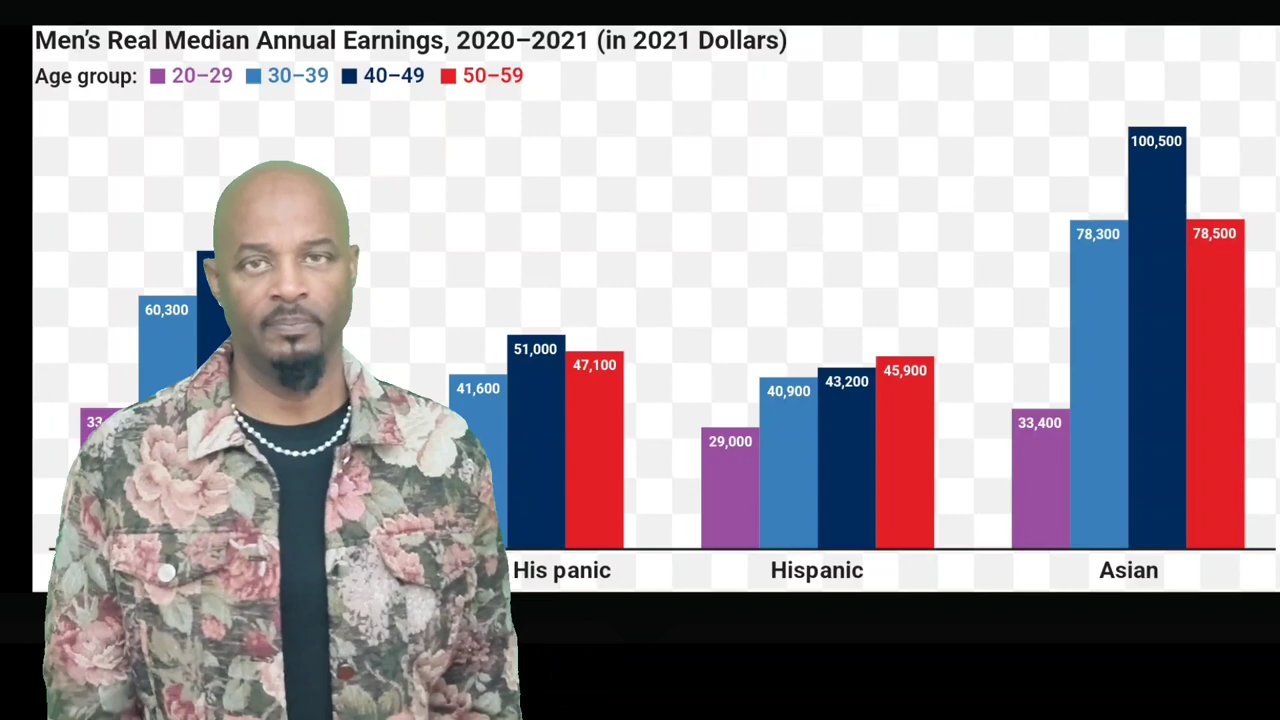 Men's Real Median Annual Earnings, 2020–2021 (in 2021 Dollars)
Age group: 20–29 30–39 40–49 50–59
100,500
78,300 78,500
60,300
51,000
47,100
41,600 40,900 43,200 45,900
33 29,000 33,400
His panic Hispanic Asian